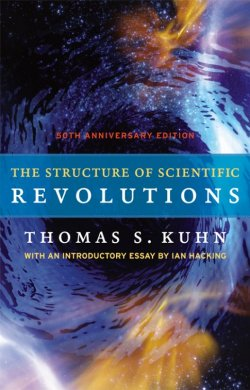 50TH ANNIVERSARY EDITION
THE STRUCTURE OF SCIENTIFIC
REVOLUTIONS
THOMAS S. KUHN
WITH AN INTRODUCTORY ESSAY BY IAN HACKING